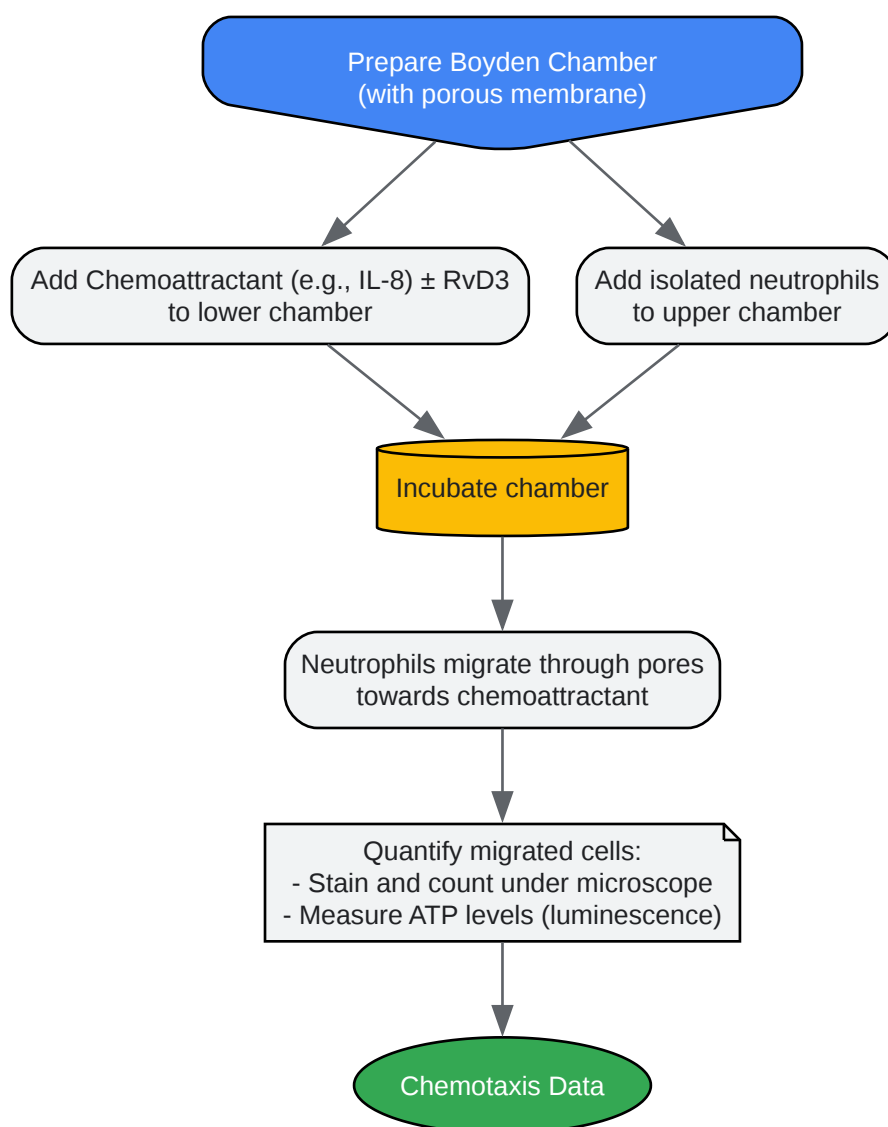 Prepare Boyden Chamber
(with porous membrane)
Add Chemoattractant (e.g., IL-8) ± RvD3
to lower chamber
Add isolated neutrophils
to upper chamber
Incubate chamber
Neutrophils migrate through pores
towards chemoattractant
Quantify migrated cells:
- Stain and count under microscope
- Measure ATP levels (luminescence)
Chemotaxis Data